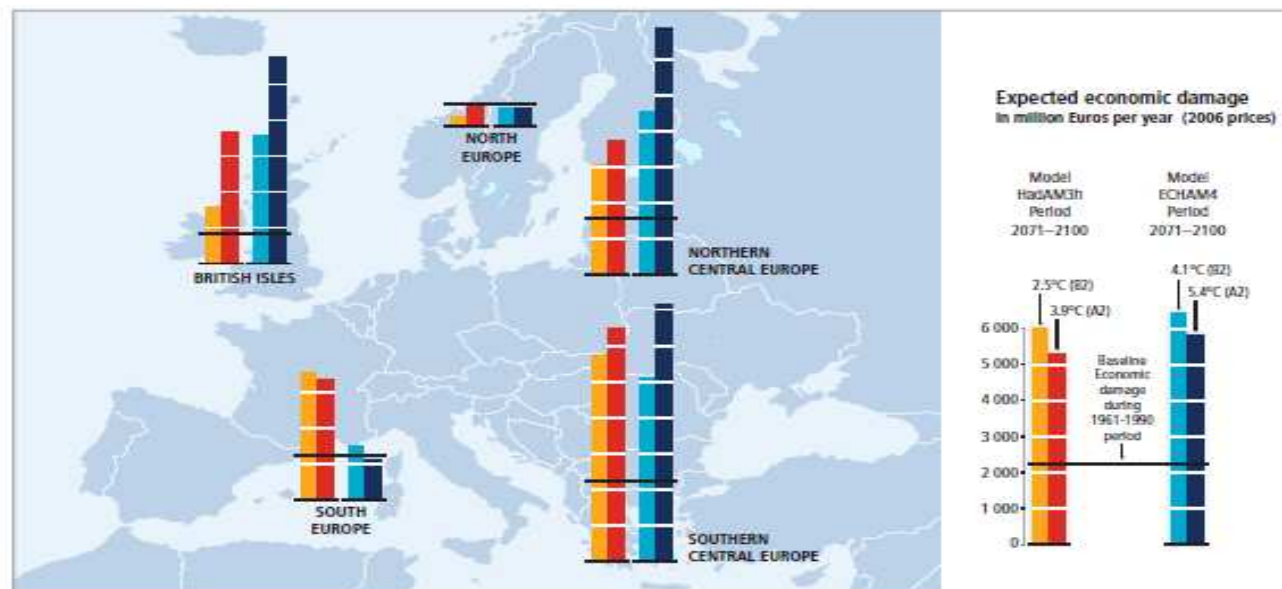 NORTH
EUROPE
BRITISH ISLES
NORTHERN
CENTRAL EUROPE
SOUTH
EUROPE
SOUTHERN
CENTRAL EUROPE
Expected economic damage
in million Euros per year (2006 prices)
Model
HadAM3h
Period
2071–2100
Model
ECHAM4
Period
2071–2100
2.5°C (B2)
3.9°C (A2)
4.1°C (B2)
5.4°C (A2)
6 000
5 000
4 000
3 000
2 000
1 000
0
Baseline
Economic
damage
during
1961-1990
period